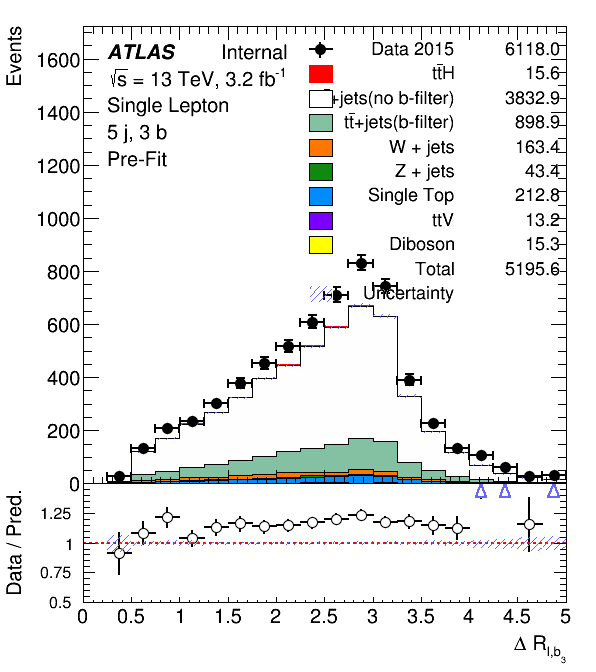 Events
1600
1400
1200
1000
800
600
400
200
0
ATLAS Internal
√s = 13 TeV, 3.2 fb⁻¹
Single Lepton
5 j, 3 b
Pre-Fit
Data 2015 6118.0
tt̄H 15.6
+jets(no b-filter) 3832.9
tt̄+jets(b-filter) 898.9
W + jets 163.4
Z + jets 43.4
Single Top 212.8
ttV 13.2
Diboson 15.3
Total 5195.6
Uncertainty
Data / Pred.
1.25
1
0.75
0.5
0 0.5 1 1.5 2 2.5 3 3.5 4 4.5 5
Δ R_{l,b_3}